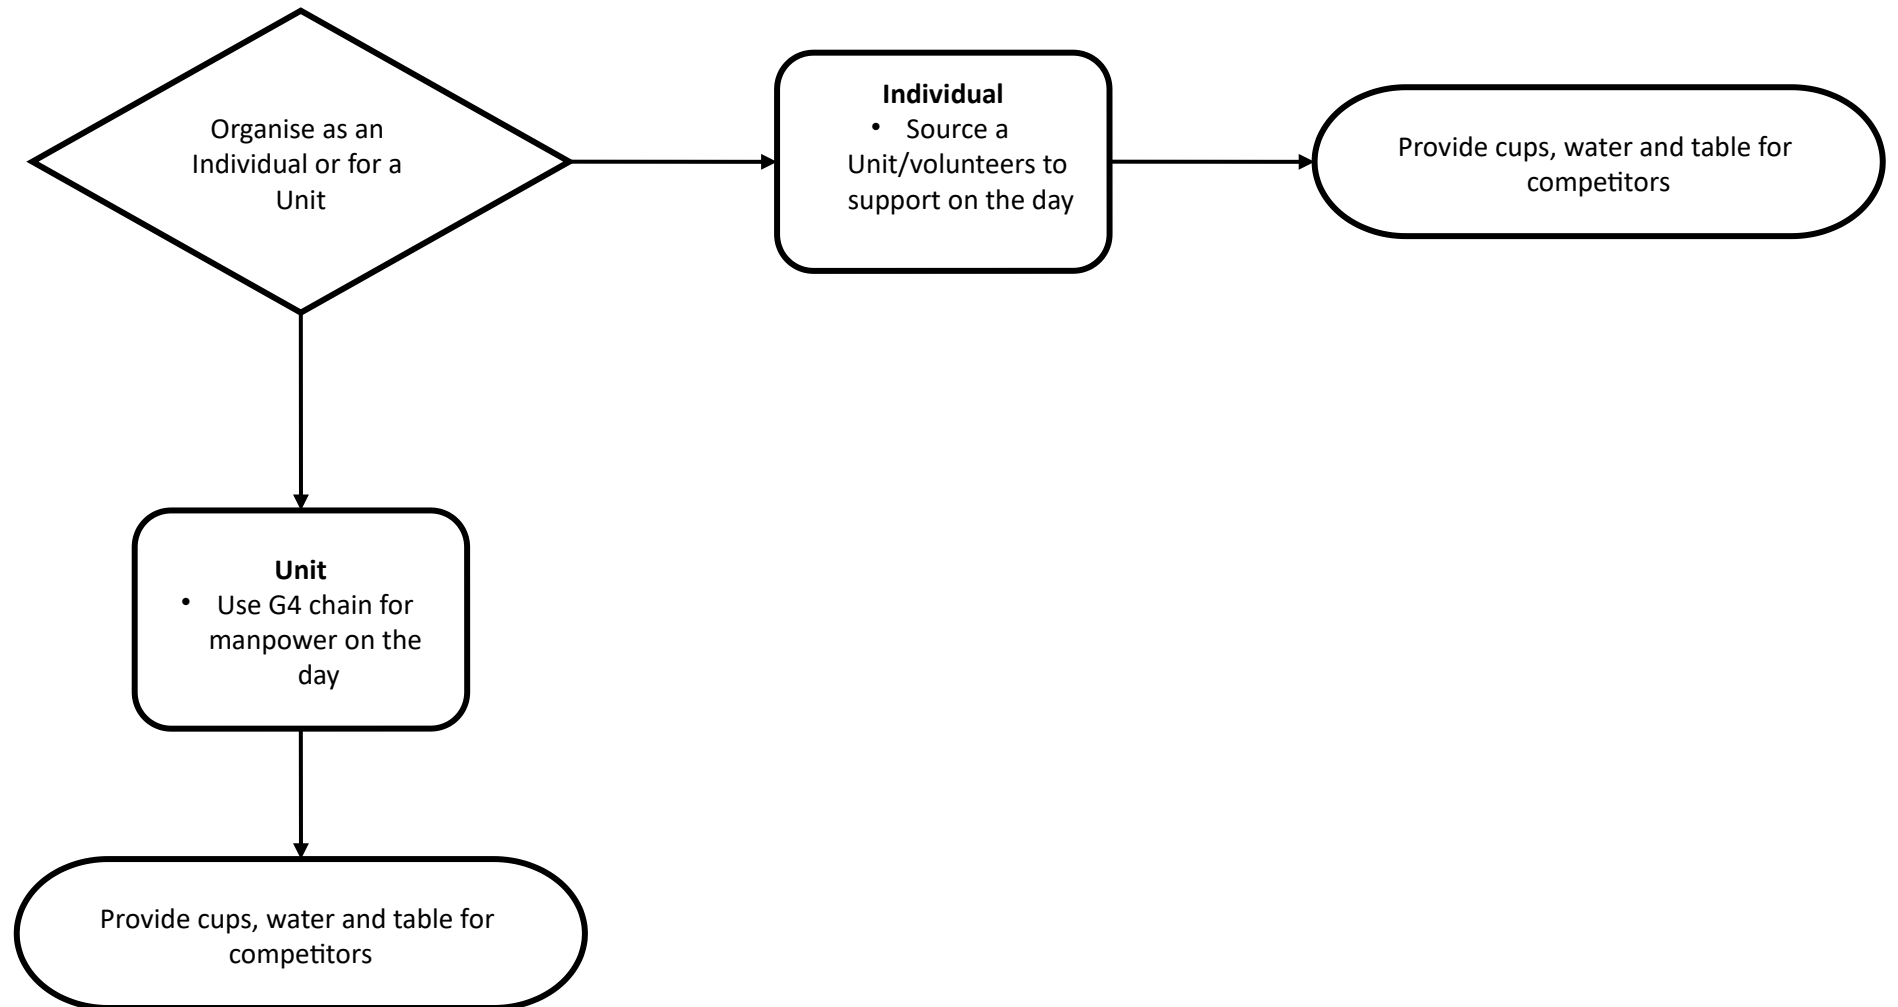 Organise as an
Individual or for a
Unit
Individual
• Source a
Unit/volunteers to
support on the day
Provide cups, water and table for
competitors
Unit
• Use G4 chain for
manpower on the
day
Provide cups, water and table for
competitors